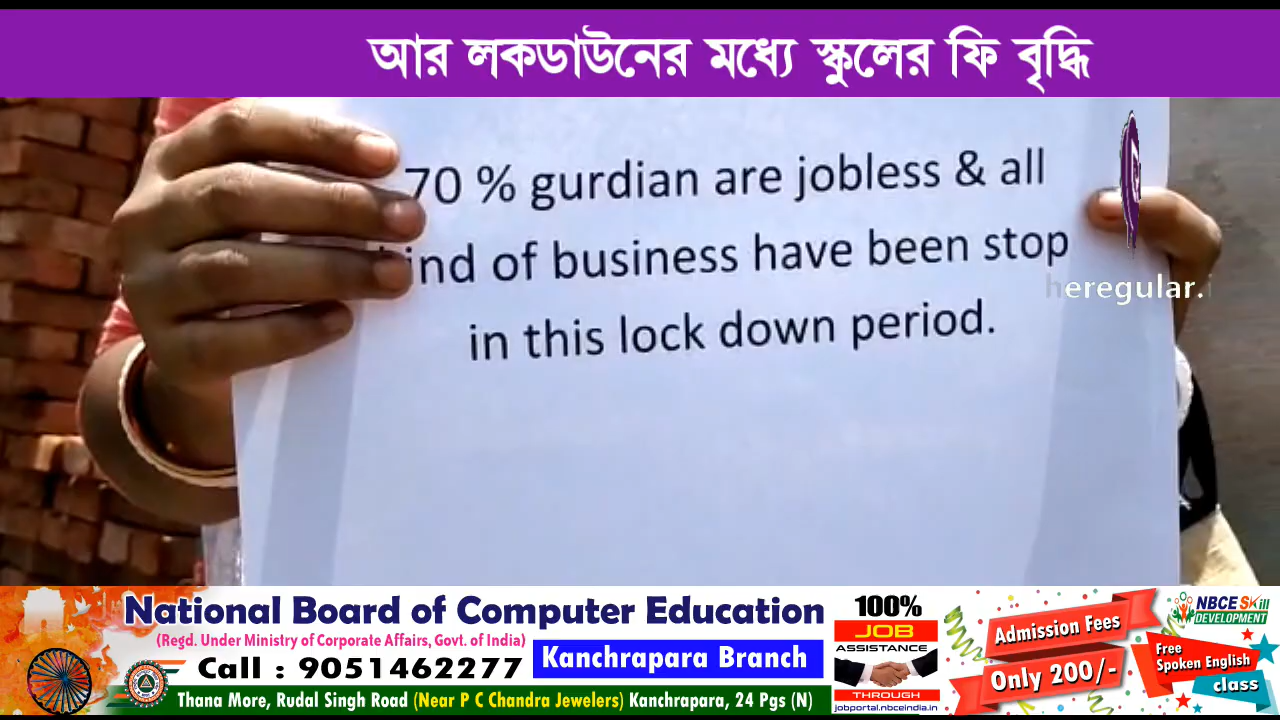 আর লকডাউনের মধ্যে স্কুলের ফি বৃদ্ধি
70 % gurdian are jobless & all
ind of business have been stop
in this lock down period.
heregular.i
National Board of Computer Education
(Regd. Under Ministry of Corporate Affairs, Govt. of India)
Call : 9051462277
Kanchrapara Branch
Thana More, Rudal Singh Road (Near P C Chandra Jewelers) Kanchrapara, 24 Pgs (N)
100%
JOB
ASSISTANCE
THROUGH
jobportal.nbceindia.in
Admission Fees
Only 200/-
NBCE SKill
DEVELOPMENT
Free
Spoken English
class